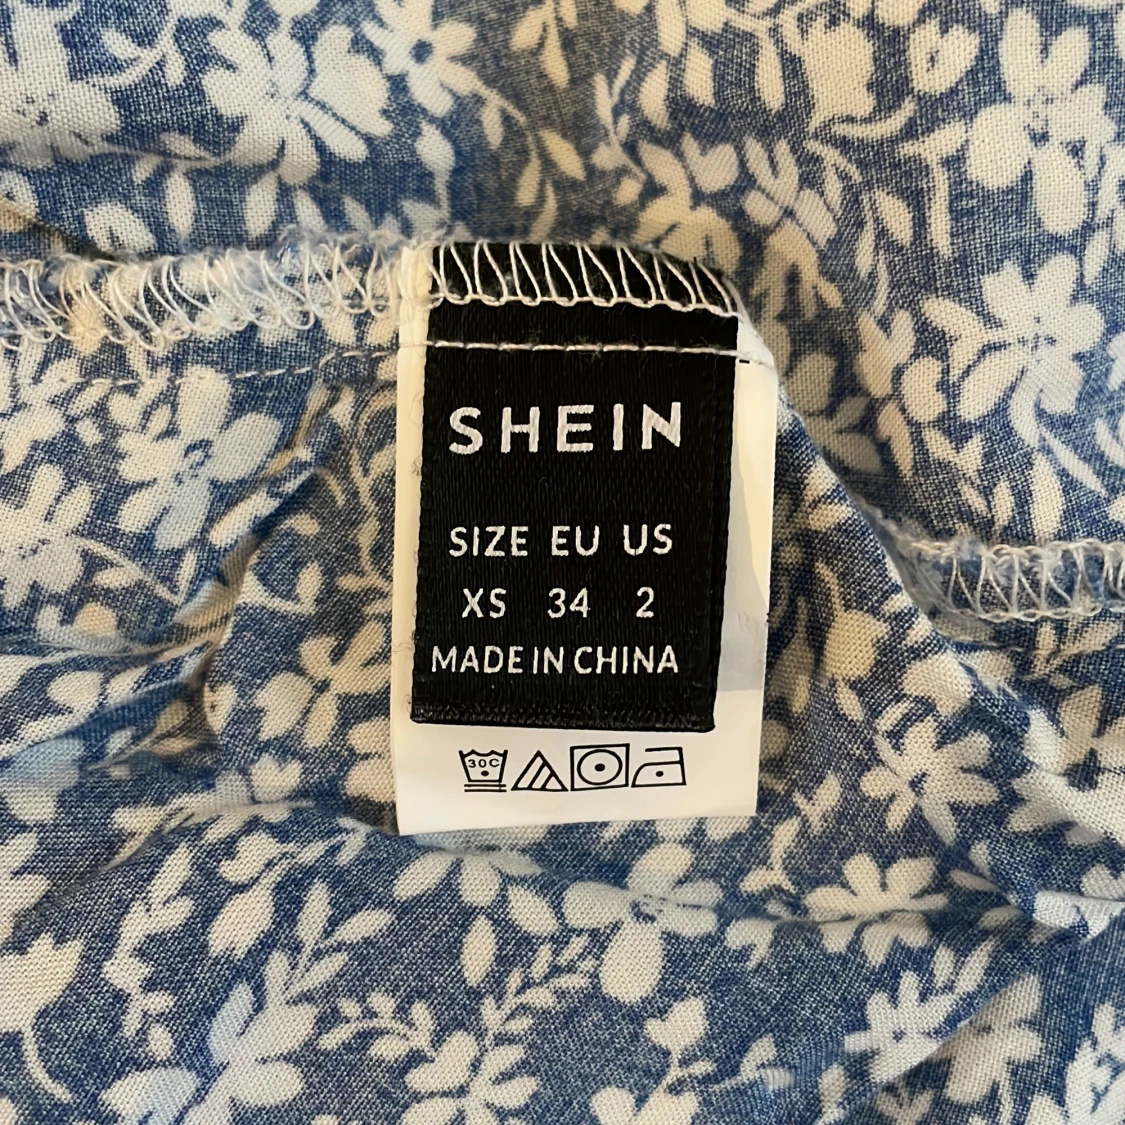 SHEIN
SIZE EU US
XS 34 2
MADE IN CHINA
30C